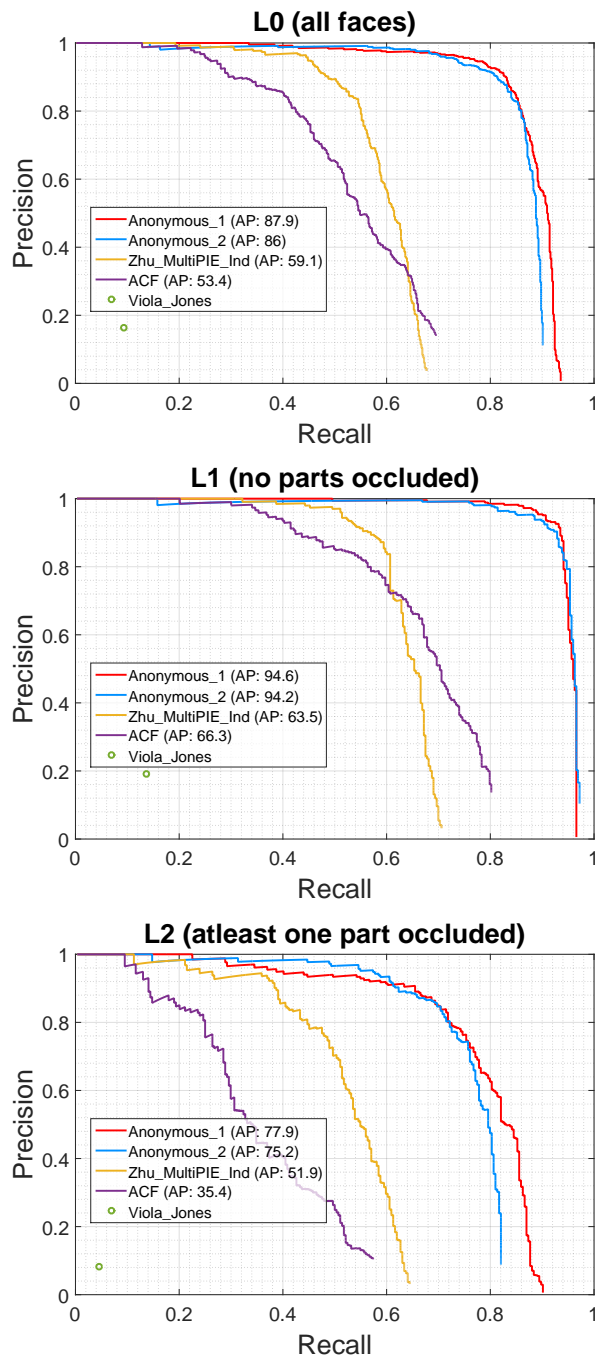 L0 (all faces)
1
0.8
0.6
0.4
0.2
0
Precision
Anonymous_1 (AP: 87.9)
Anonymous_2 (AP: 86)
Zhu_MultiPIE_Ind (AP: 59.1)
ACF (AP: 53.4)
Viola_Jones
0 0.2 0.4 0.6 0.8 1
Recall
L1 (no parts occluded)
1
0.8
0.6
0.4
0.2
0
Precision
Anonymous_1 (AP: 94.6)
Anonymous_2 (AP: 94.2)
Zhu_MultiPIE_Ind (AP: 63.5)
ACF (AP: 66.3)
Viola_Jones
0 0.2 0.4 0.6 0.8 1
Recall
L2 (atleast one part occluded)
1
0.8
0.6
0.4
0.2
0
Precision
Anonymous_1 (AP: 77.9)
Anonymous_2 (AP: 75.2)
Zhu_MultiPIE_Ind (AP: 51.9)
ACF (AP: 35.4)
Viola_Jones
0 0.2 0.4 0.6 0.8 1
Recall